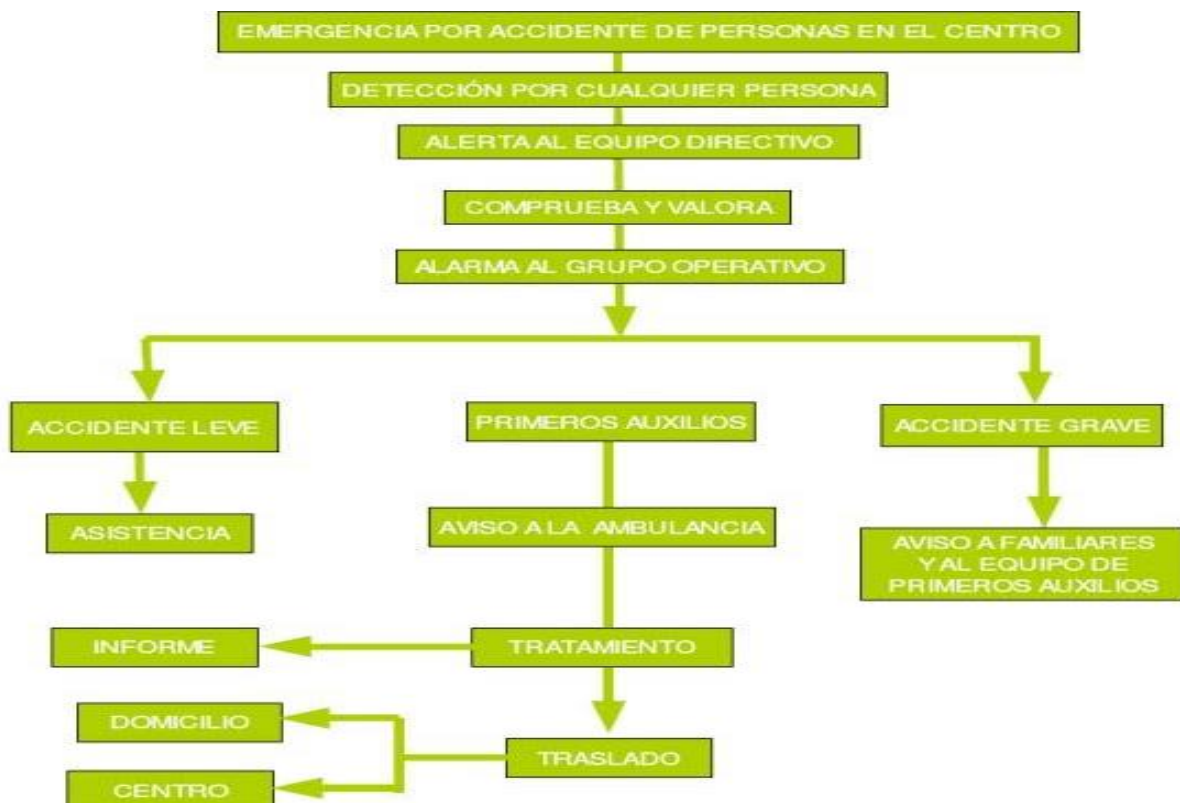 EMERGENCIA POR ACCIDENTE DE PERSONAS EN EL CENTRO
DETECCIÓN POR CUALQUIER PERSONA
ALERTA AL EQUIPO DIRECTIVO
COMPRUEBA Y VALORA
ALARMA AL GRUPO OPERATIVO
ACCIDENTE LEVE
PRIMEROS AUXILIOS
ACCIDENTE GRAVE
ASISTENCIA
AVISO A LA AMBULANCIA
AVISO A FAMILIARES
Y AL EQUIPO DE
PRIMEROS AUXILIOS
INFORME
TRATAMIENTO
DOMICILIO
TRASLADO
CENTRO